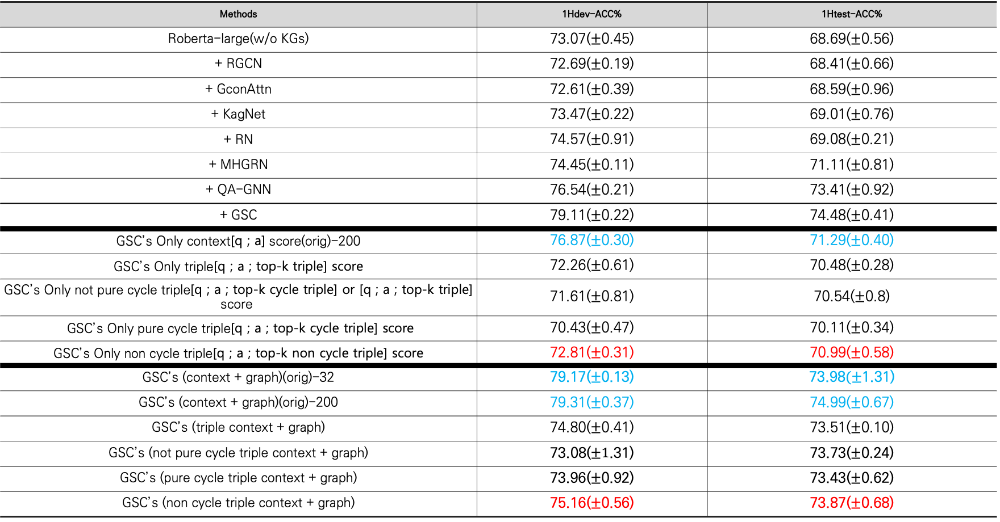 Methods 1Hdev-ACC% 1Htest-ACC%
Roberta-large(w/o KGs) 73.07(±0.45) 68.69(±0.56)
+ RGCN 72.69(±0.19) 68.41(±0.66)
+ GconAttn 72.61(±0.39) 68.59(±0.96)
+ KagNet 73.47(±0.22) 69.01(±0.76)
+ RN 74.57(±0.91) 69.08(±0.21)
+ MHGRN 74.45(±0.11) 71.11(±0.81)
+ QA-GNN 76.54(±0.21) 73.41(±0.92)
+ GSC 79.11(±0.22) 74.48(±0.41)
GSC's Only context[q ; a] score(orig)-200 76.87(±0.30) 71.29(±0.40)
GSC's Only triple[q ; a ; top-k triple] score 72.26(±0.61) 70.48(±0.28)
GSC's Only not pure cycle triple[q ; a ; top-k cycle triple] or [q ; a ; top-k triple]
score 71.61(±0.81) 70.54(±0.8)
GSC's Only pure cycle triple[q ; a ; top-k cycle triple] score 70.43(±0.47) 70.11(±0.34)
GSC's Only non cycle triple[q ; a ; top-k non cycle triple] score 72.81(±0.31) 70.99(±0.58)
GSC's (context + graph)(orig)-32 79.17(±0.13) 73.98(±1.31)
GSC's (context + graph)(orig)-200 79.31(±0.37) 74.99(±0.67)
GSC's (triple context + graph) 74.80(±0.41) 73.51(±0.10)
GSC's (not pure cycle triple context + graph) 73.08(±1.31) 73.73(±0.24)
GSC's (pure cycle triple context + graph) 73.96(±0.92) 73.43(±0.62)
GSC's (non cycle triple context + graph) 75.16(±0.56) 73.87(±0.68)